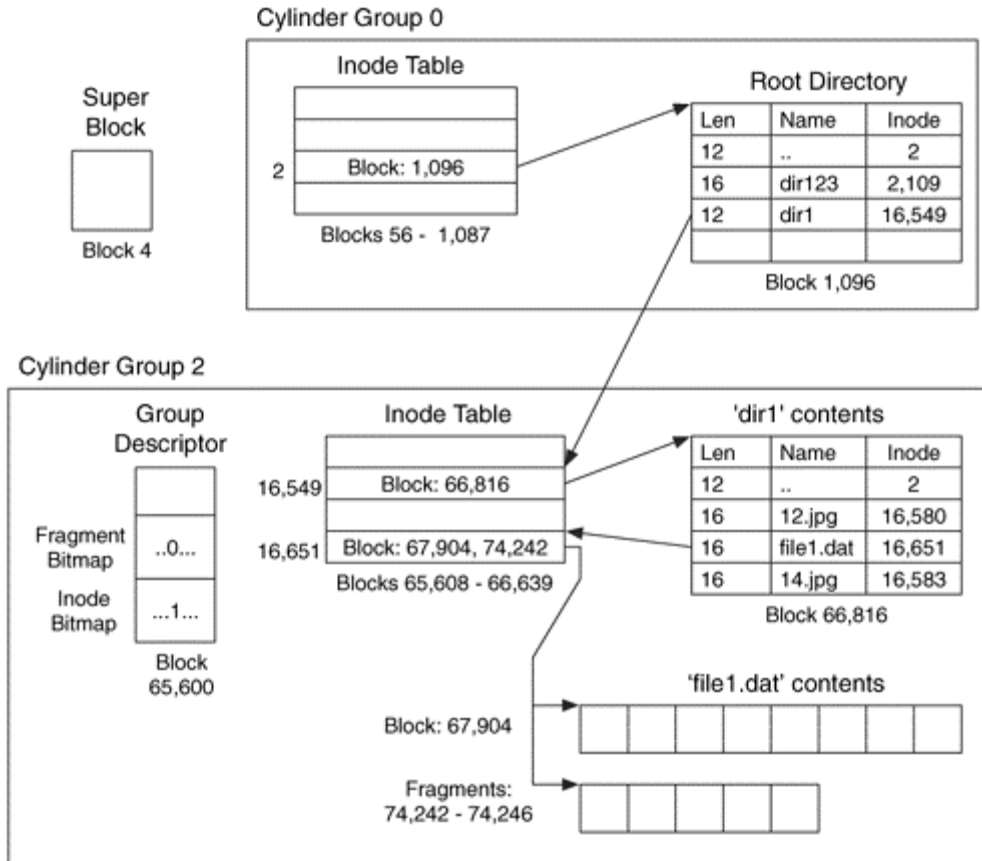 Cylinder Group 0
Inode Table
Root Directory
Super
Block
Len Name Inode
12 .. 2
2 Block: 1,096
16 dir123 2,109
12 dir1 16,549
Blocks 56 - 1,087
Block 4
Block 1,096
Cylinder Group 2
Group
Descriptor
Inode Table
'dir1' contents
Len Name Inode
16,549 Block: 66,816
12 .. 2
16 12.jpg 16,580
Fragment
Bitmap
..0...
16,651 Block: 67,904, 74,242
16 file1.dat 16,651
Blocks 65,608 - 66,639
16 14.jpg 16,583
Inode
Bitmap
...1...
Block 66,816
Block
65,600
'file1.dat' contents
Block: 67,904
Fragments:
74,242 - 74,246